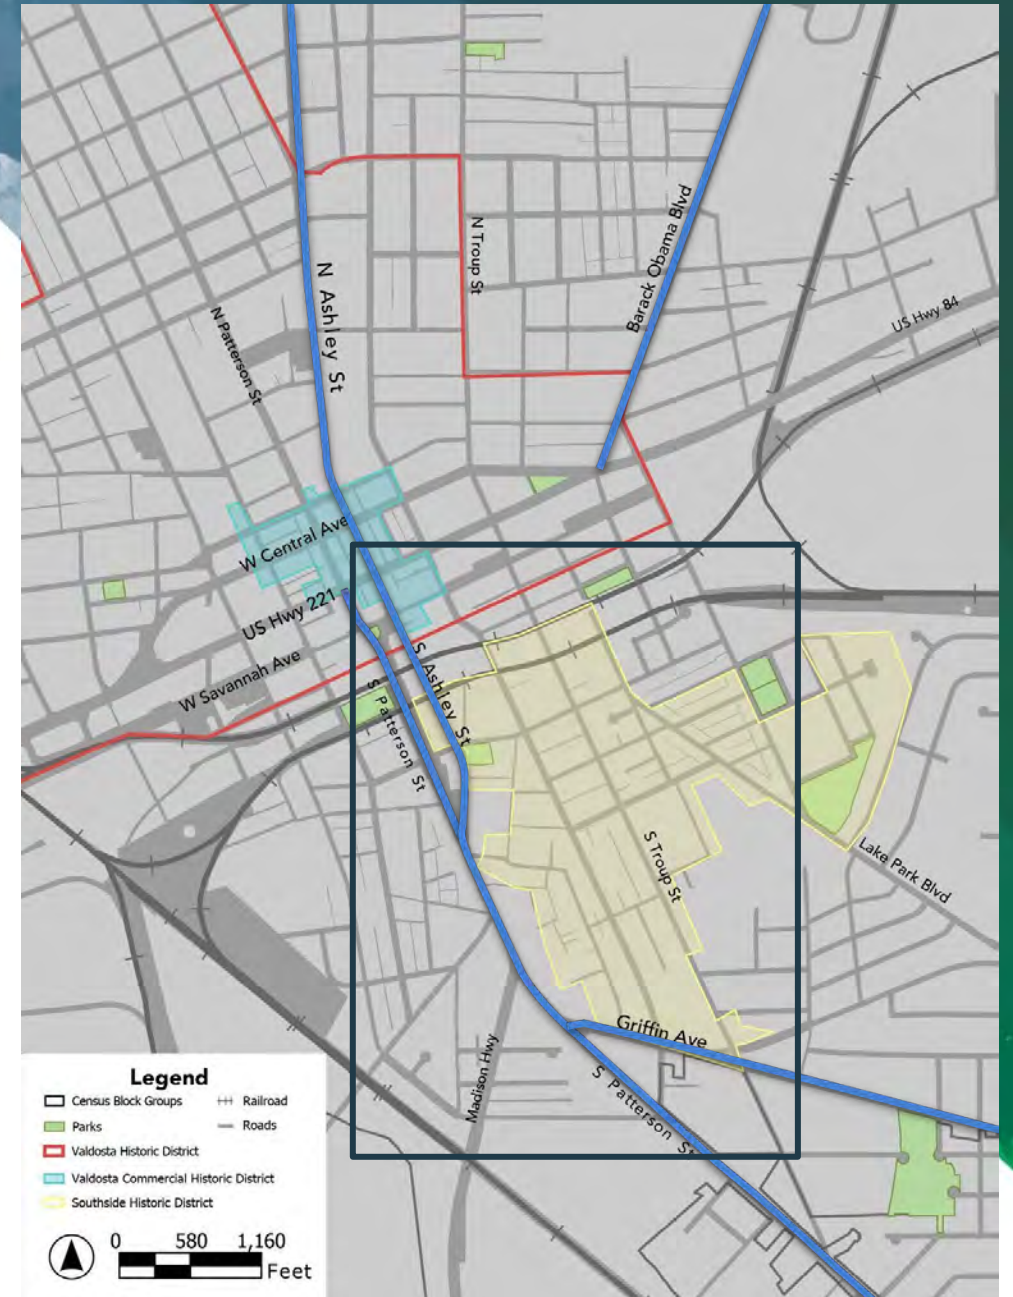 N Troup St
Barack Obama Blvd
N Ashley St
US Hwy 84
N Patterson St
W Central Ave
US Hwy 221
W Savannah Ave
S Ashley St
S Patterson St
S Troup St
Lake Park Blvd
Griffin Ave
Madison Hwy
S Patterson St
Legend
Census Block Groups
Railroad
Parks
Roads
Valdosta Historic District
Valdosta Commercial Historic District
Southside Historic District
0 580 1,160
Feet